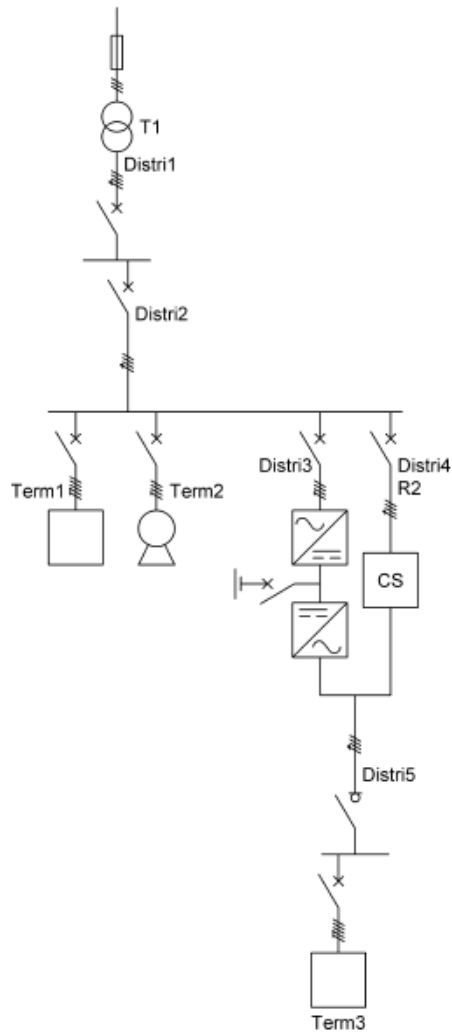 T1
Distri1
Distri2
Distri3
Distri4
R2
Term1
Term2
CS
Distri5
Term3